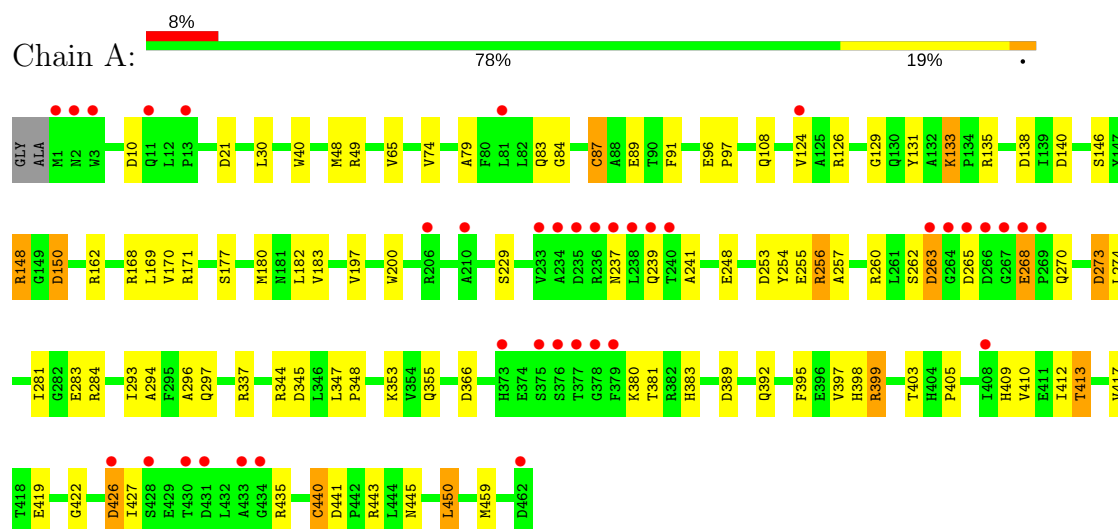 8%
Chain A:
78% 19% •
GLY ALA M1 N2 W3 D10 Q11 L12 P13 D21 L30 W40 M48 R49 V65 V74 A79 F80 L81 L82 Q83 G84 C87 A88 E89 T90 F91 E96 P97 Q108 V124 A125 R126 G129 Q130 Y131 A132 K133 P134 R135 D138 I139 D140 S146 Y147
R148 G149 D150 R162 R168 L169 V170 R171 S177 M180 N181 L182 V183 V197 W200 R206 A210 S229 V233 A234 D235 R236 N237 L238 Q239 T240 A241 E248 D253 Y254 E255 R256 A257 R260 L261 S262 D263 G264 D265 D266 G267 E268 P269 Q270 D273 I274
I281 G282 E283 R284 I293 A294 F295 A296 Q297 R337 R344 D345 L346 L347 P348 K353 V354 Q355 D366 H373 E374 S375 S376 T377 G378 F379 K380 T381 R382 H383 D389 Q392 F395 E396 V397 H398 R399 T403 H404 P405 I408 H409 V410 E411 I412 T413 V417
T418 E419 G422 D426 I427 S428 E429 T430 D431 L432 A433 G434 R435 C440 D441 P442 R443 L444 N445 L450 M459 D462